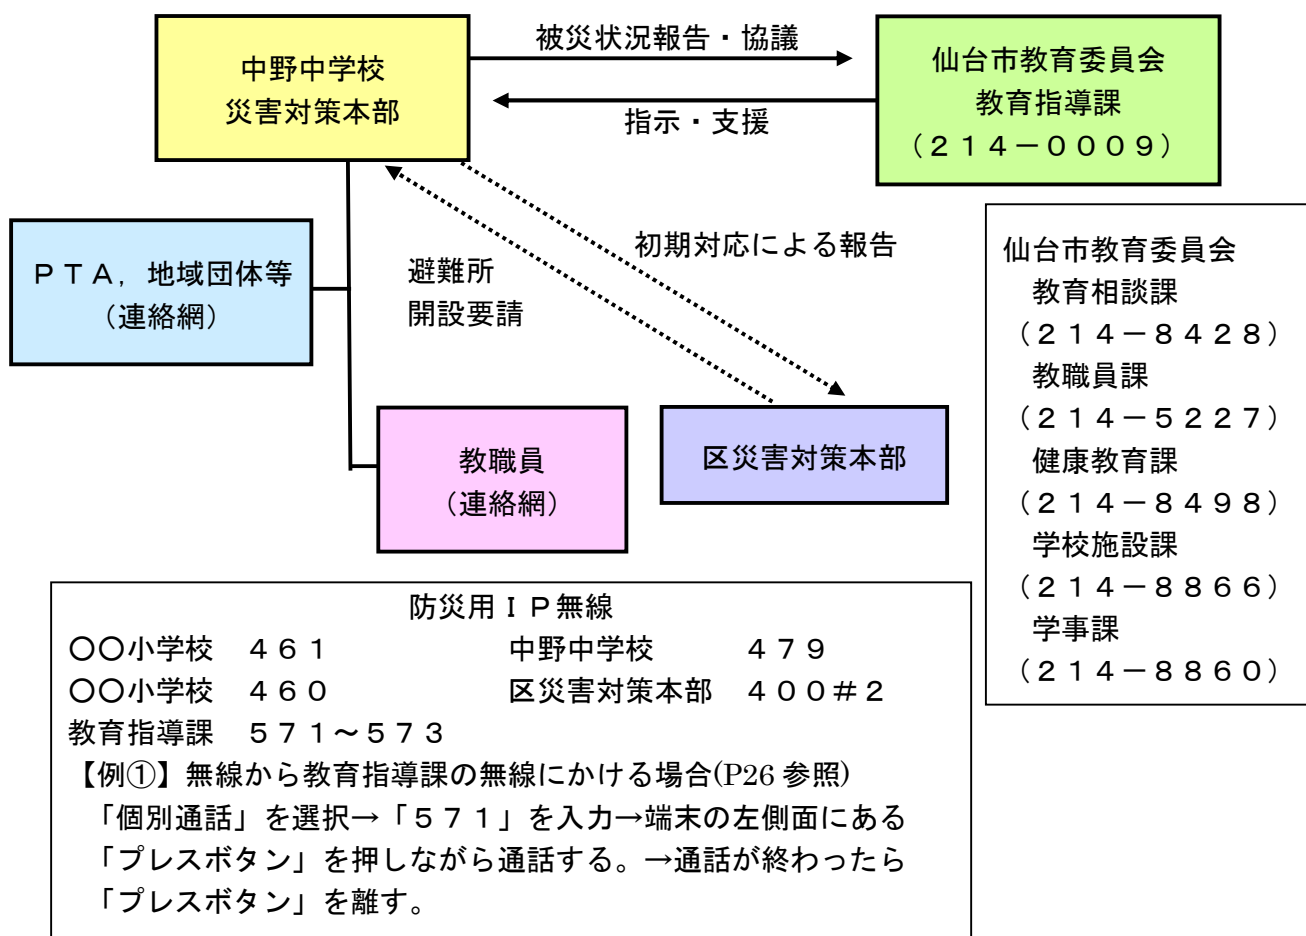 中野中学校
災害対策本部
被災状況報告・協議
指示・支援
仙台市教育委員会
教育指導課
(２１４－０００９)
ＰＴＡ，地域団体等
(連絡網)
避難所
開設要請
初期対応による報告
教職員
(連絡網)
区災害対策本部
仙台市教育委員会
教育相談課
(２１４－８４２８)
教職員課
(２１４－５２２７)
健康教育課
(２１４－８４９８)
学校施設課
(２１４－８８６６)
学事課
(２１４－８８６０)
防災用ＩＰ無線
〇〇小学校　４６１　中野中学校　４７９
〇〇小学校　４６０　区災害対策本部　４００＃２
教育指導課　５７１～５７３
【例①】無線から教育指導課の無線にかける場合(P26 参照)
「個別通話」を選択→「５７１」を入力→端末の左側面にある
「プレスボタン」を押しながら通話する。→通話が終わったら
「プレスボタン」を離す。